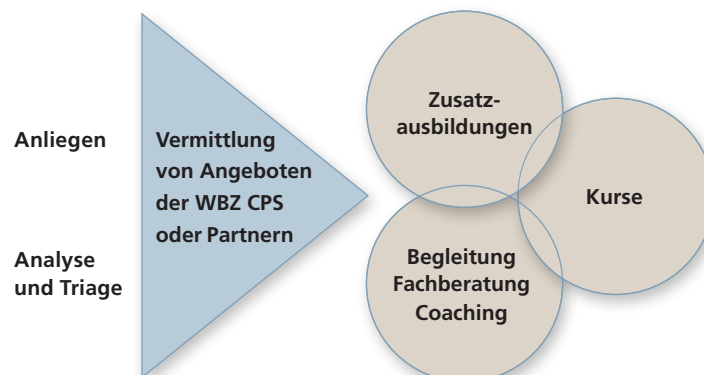 Anliegen
Analyse
und Triage
Vermittlung
von Angeboten
der WBZ CPS
oder Partnern
Zusatz-
ausbildungen
Kurse
Begleitung
Fachberatung
Coaching